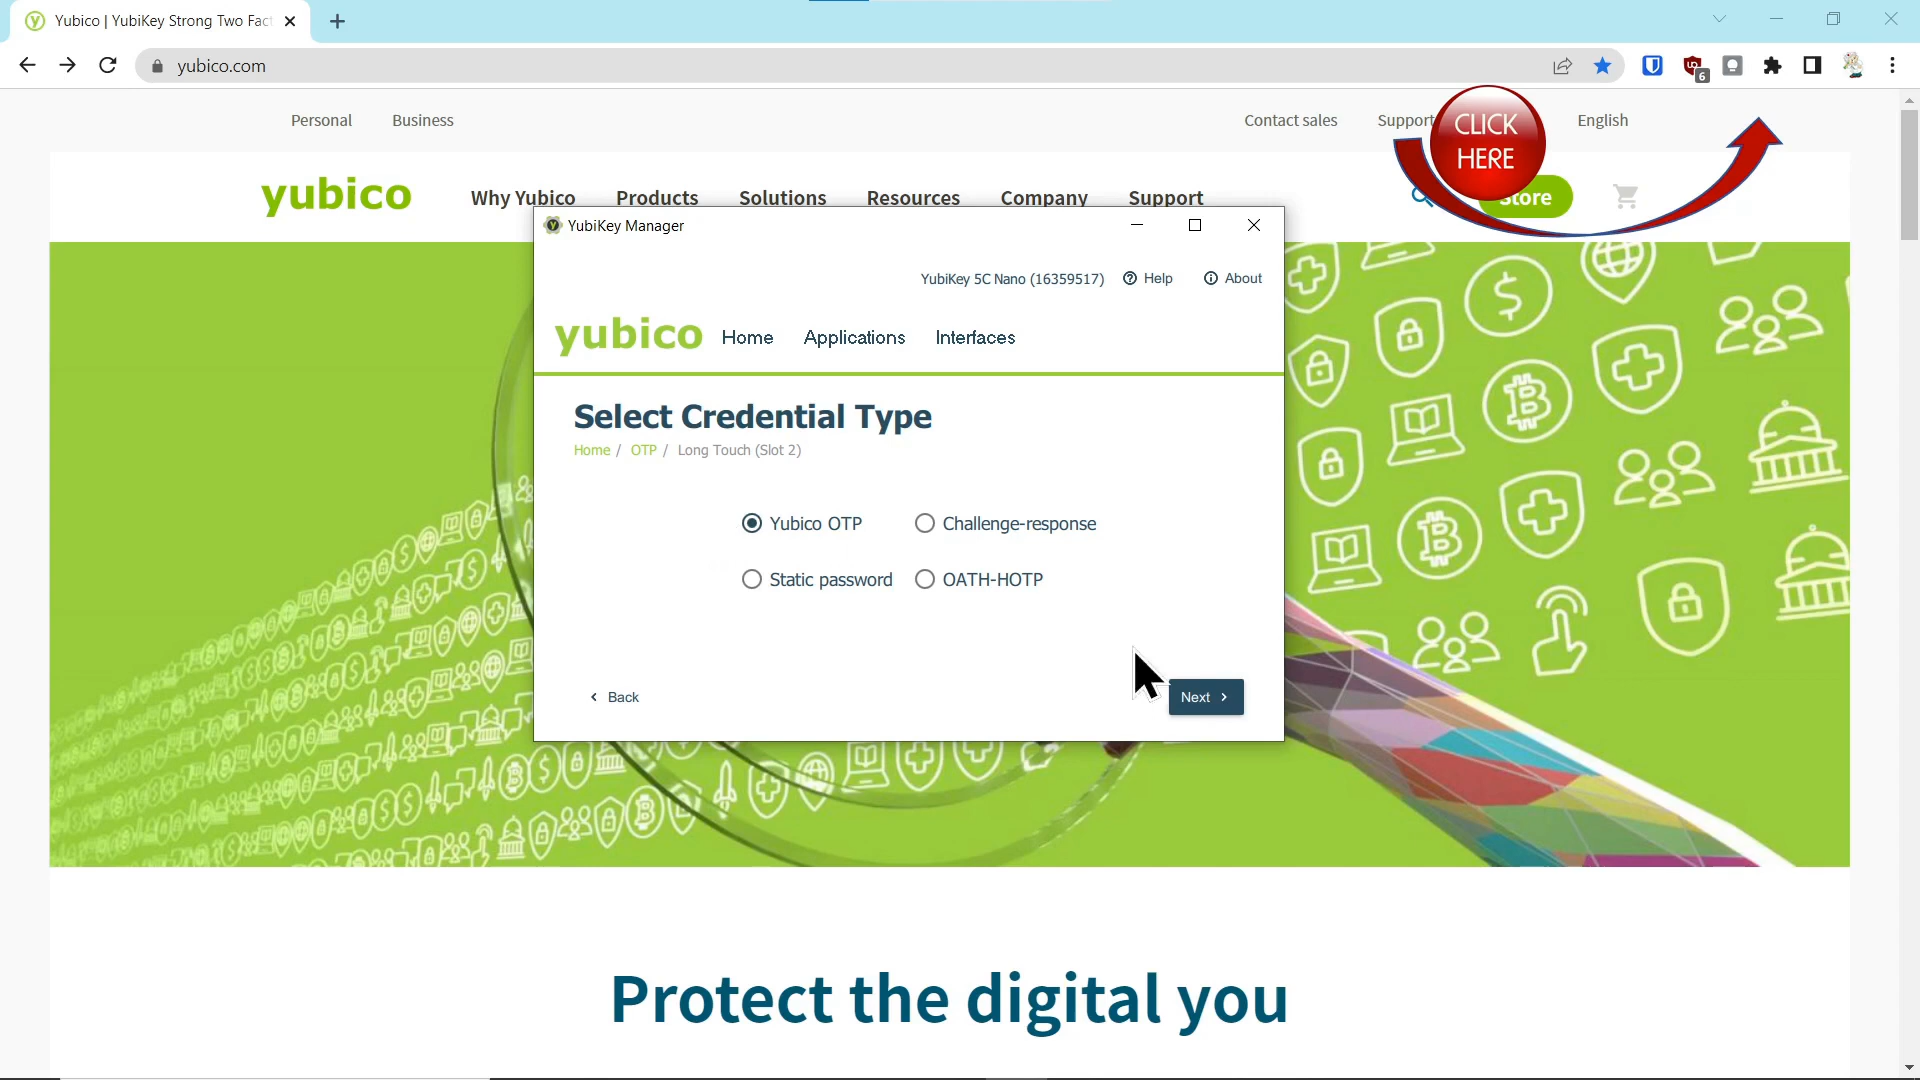 Yubico | YubiKey Strong Two Fact
yubico.com
6
Personal
Business
Contact sales
Support
English
CLICK
HERE
yubico
Why Yubico
Products
Solutions
Resources
Company
Support
Store
YubiKey Manager
YubiKey 5C Nano (16359517)
Help
About
yubico
Home
Applications
Interfaces
Select Credential Type
Home / OTP / Long Touch (Slot 2)
Yubico OTP
Challenge-response
Static password
OATH-HOTP
Back
Next
Protect the digital you